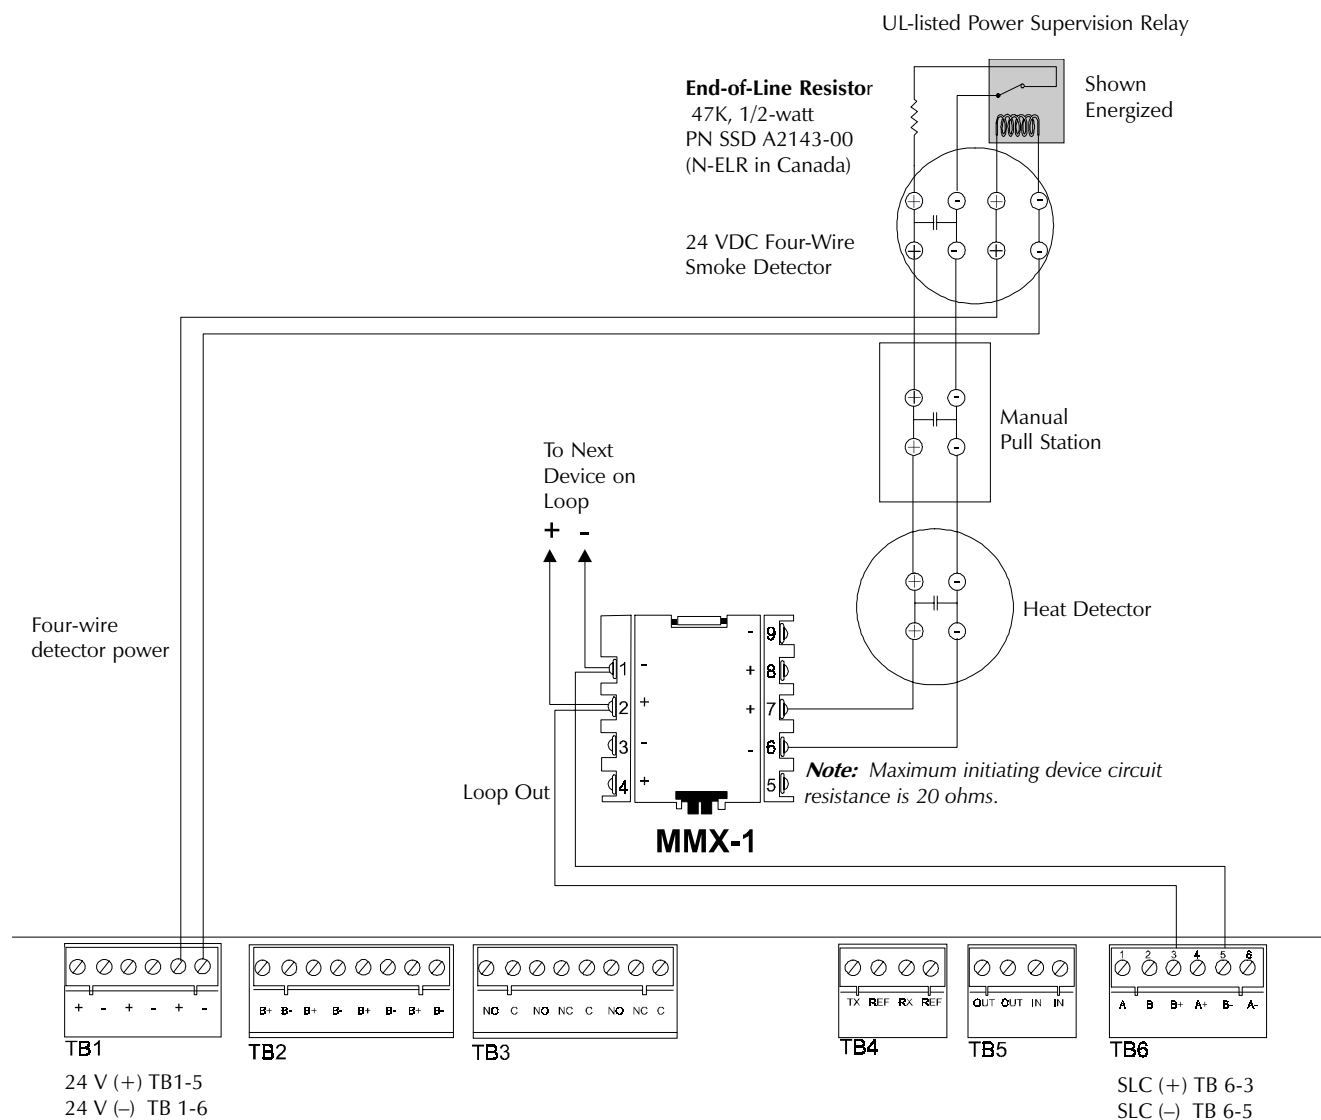 UL-listed Power Supervision Relay
End-of-Line Resistor
47K, 1/2-watt
PN SSD A2143-00
(N-ELR in Canada)
Shown
Energized
+ - + -
24 VDC Four-Wire
Smoke Detector
+ - + -
+ -
Manual
Pull Station
+ -
To Next
Device on
Loop
+ -
+ -
Heat Detector
+ -
Four-wire
detector power
- 9
1 - + 8
2 + + 7
3 - - 6
4 + 5
Loop Out
Note: Maximum initiating device circuit
resistance is 20 ohms.
MMX-1
1 2 3 4 5 6
+ - + - + -
B+ B- B+ B- B+ B- B+ B-
NO C NO NC C NO NC C
TX REF RX REF
OUT OUT IN IN
A B B+ A+ B- A-
TB1
TB2
TB3
TB4
TB5
TB6
24 V (+) TB1-5
24 V (–) TB 1-6
SLC (+) TB 6-3
SLC (–) TB 6-5